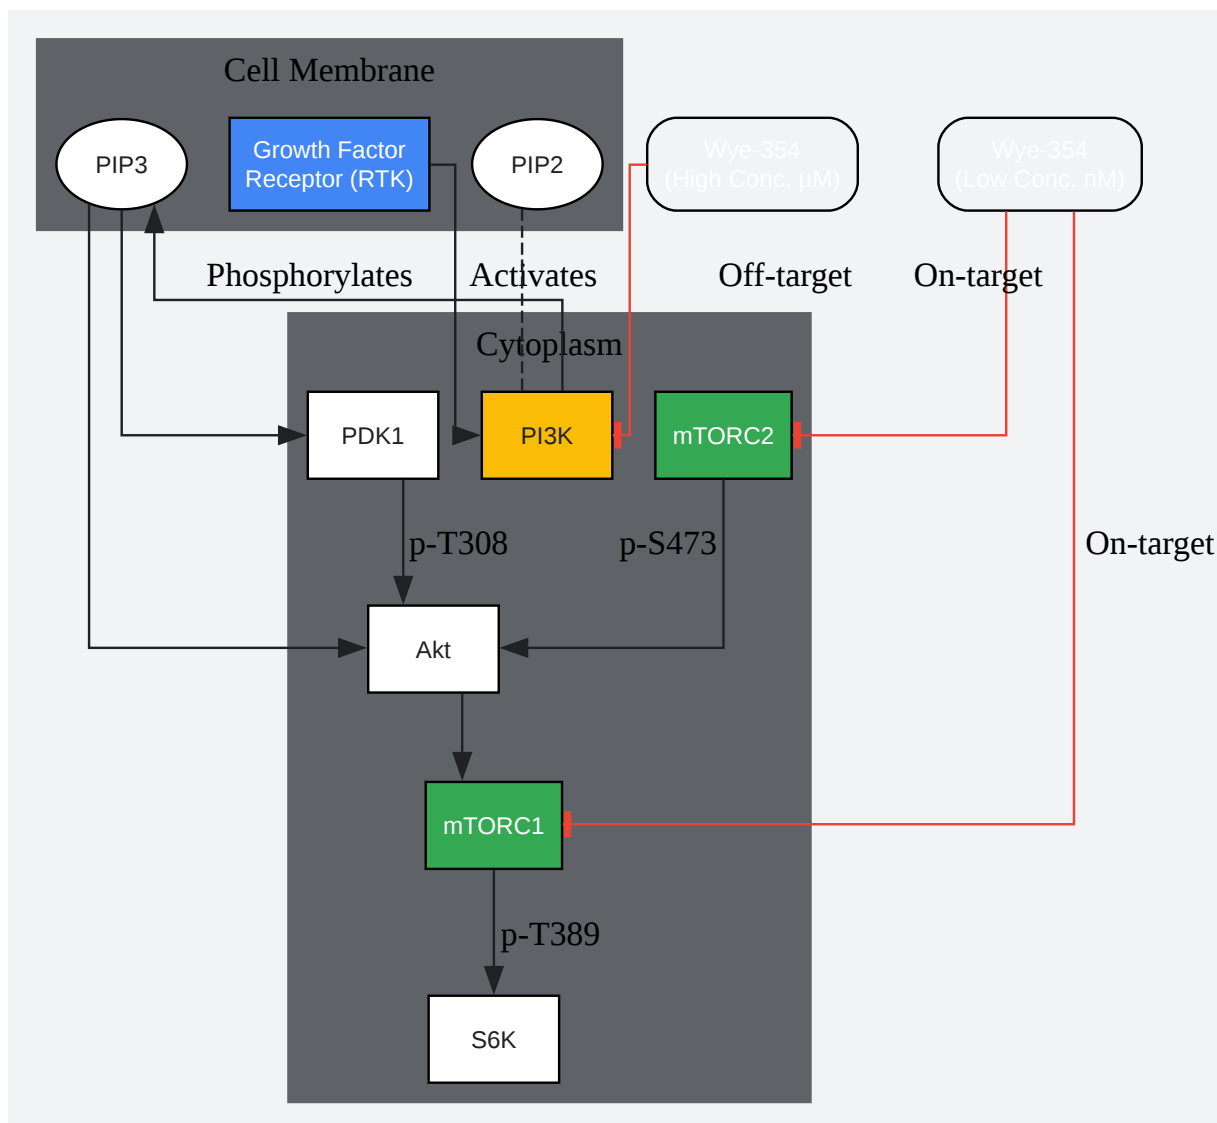 Cell Membrane
PIP3
Growth Factor
Receptor (RTK)
PIP2
Wye-354
(High Conc. µM)
Wye-354
(Low Conc. nM)
Phosphorylates
Activates
Off-target
On-target
Cytoplasm
PDK1
PI3K
mTORC2
p-T308
p-S473
On-target
Akt
mTORC1
p-T389
S6K